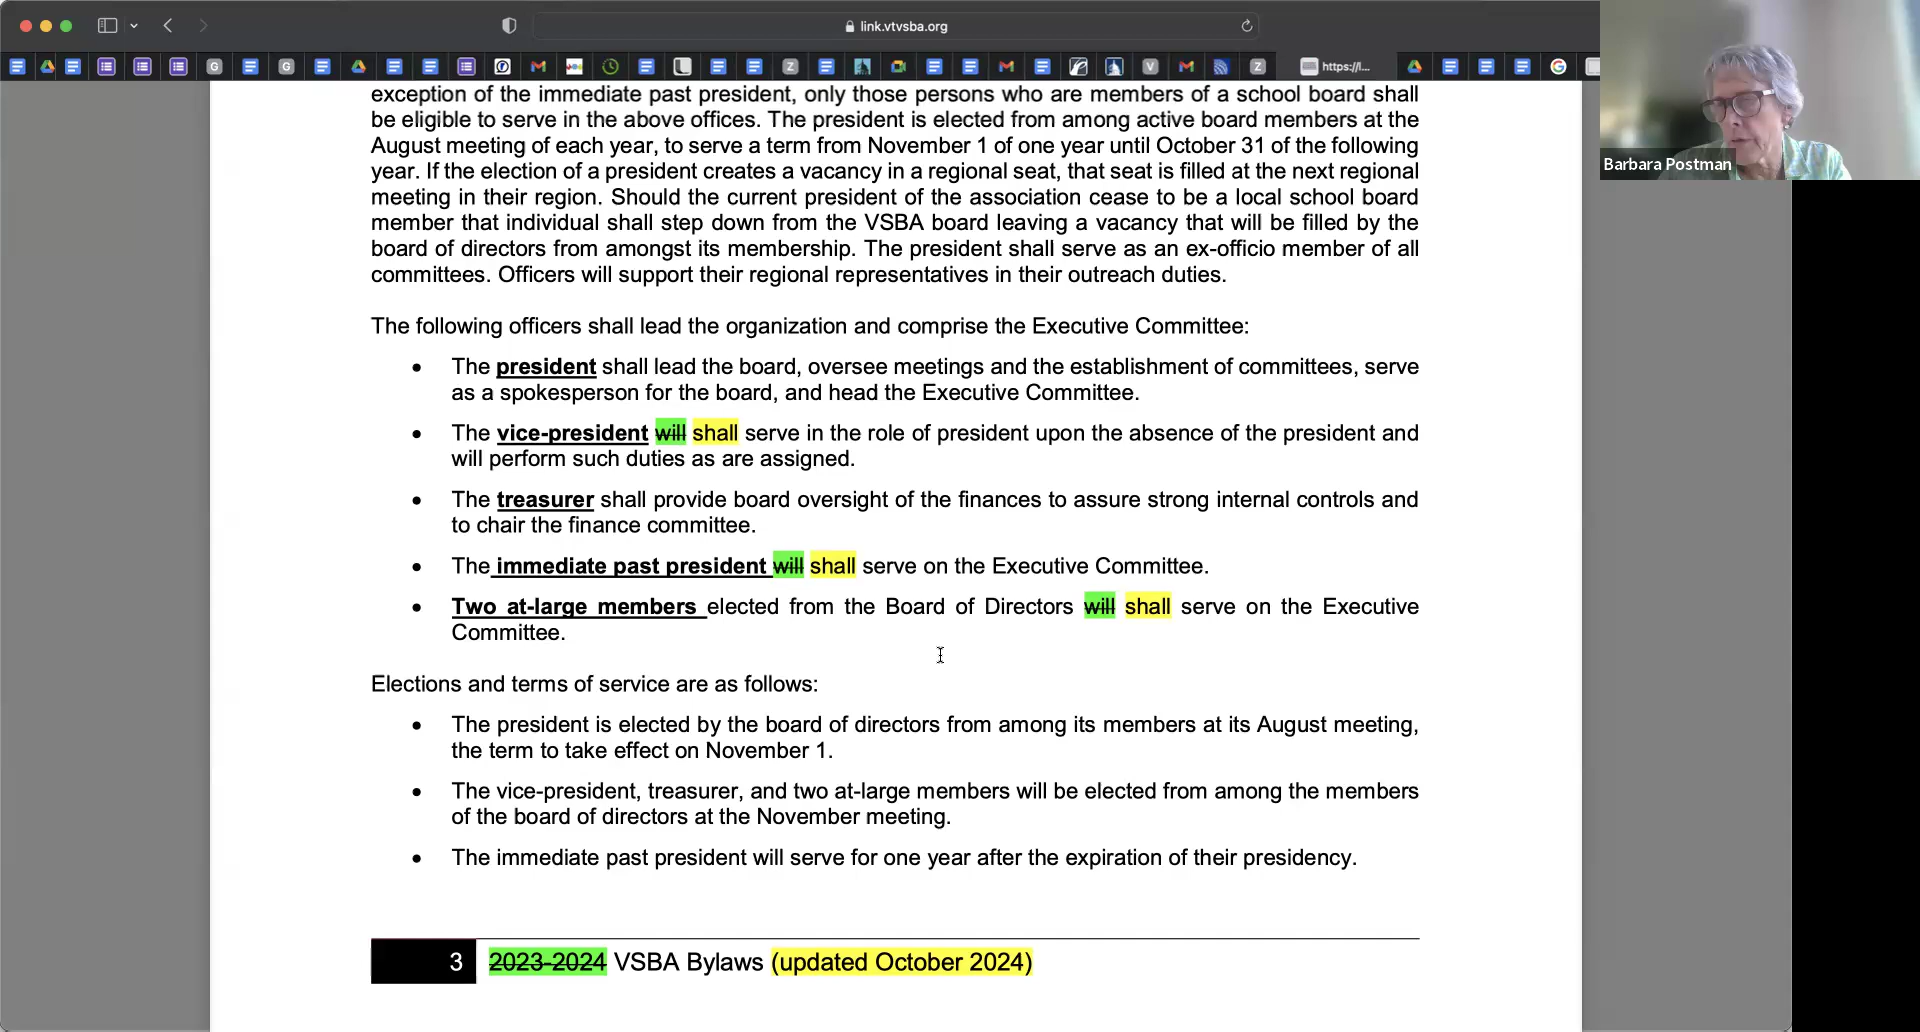 link.vtvsba.org
https://l...
exception of the immediate past president, only those persons who are members of a school board shall
be eligible to serve in the above offices. The president is elected from among active board members at the
August meeting of each year, to serve a term from November 1 of one year until October 31 of the following
year. If the election of a president creates a vacancy in a regional seat, that seat is filled at the next regional
meeting in their region. Should the current president of the association cease to be a local school board
member that individual shall step down from the VSBA board leaving a vacancy that will be filled by the
board of directors from amongst its membership. The president shall serve as an ex-officio member of all
committees. Officers will support their regional representatives in their outreach duties.
The following officers shall lead the organization and comprise the Executive Committee:
• The president shall lead the board, oversee meetings and the establishment of committees, serve
as a spokesperson for the board, and head the Executive Committee.
• The vice-president will shall serve in the role of president upon the absence of the president and
will perform such duties as are assigned.
• The treasurer shall provide board oversight of the finances to assure strong internal controls and
to chair the finance committee.
• The immediate past president will shall serve on the Executive Committee.
• Two at-large members elected from the Board of Directors will shall serve on the Executive
Committee.
Elections and terms of service are as follows:
• The president is elected by the board of directors from among its members at its August meeting,
the term to take effect on November 1.
• The vice-president, treasurer, and two at-large members will be elected from among the members
of the board of directors at the November meeting.
• The immediate past president will serve for one year after the expiration of their presidency.
3 2023-2024 VSBA Bylaws (updated October 2024)
Barbara Postman